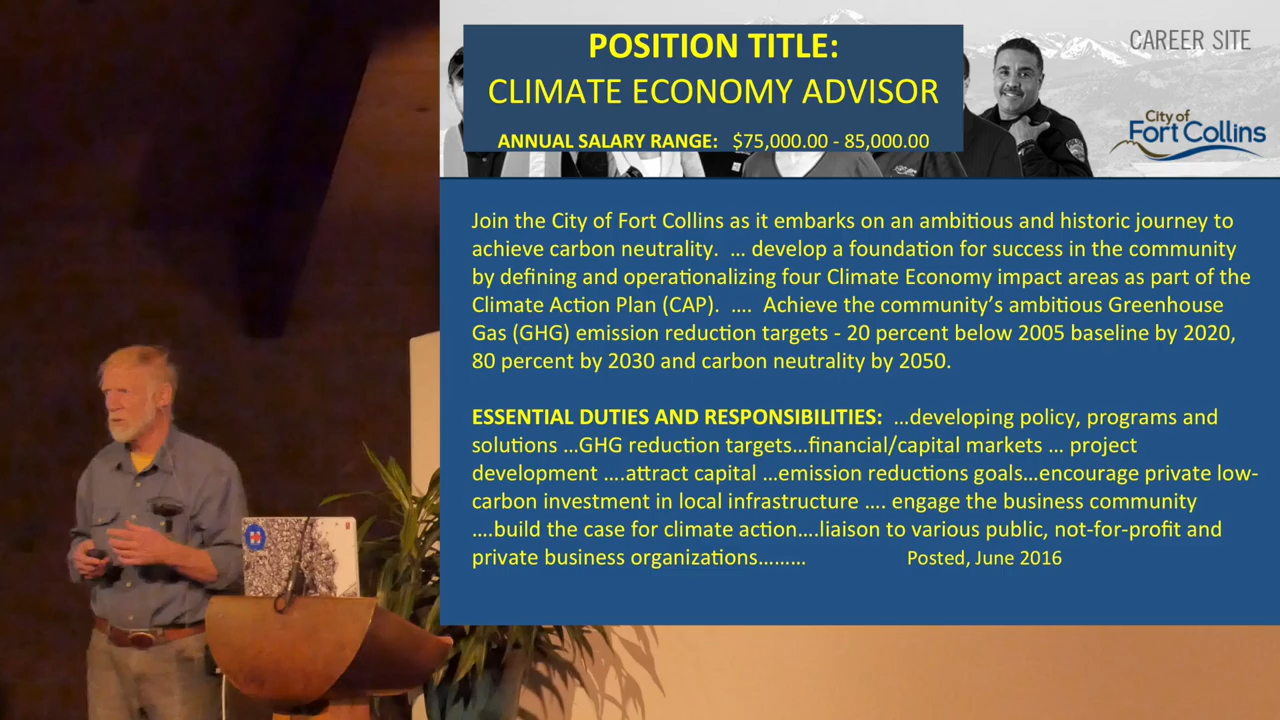 POSITION TITLE:
CLIMATE ECONOMY ADVISOR
ANNUAL SALARY RANGE: $75,000.00 - 85,000.00
CAREER SITE
City of
Fort Collins
Join the City of Fort Collins as it embarks on an ambitious and historic journey to
achieve carbon neutrality. ... develop a foundation for success in the community
by defining and operationalizing four Climate Economy impact areas as part of the
Climate Action Plan (CAP). .... Achieve the community’s ambitious Greenhouse
Gas (GHG) emission reduction targets - 20 percent below 2005 baseline by 2020,
80 percent by 2030 and carbon neutrality by 2050.
ESSENTIAL DUTIES AND RESPONSIBILITIES: ...developing policy, programs and
solutions ...GHG reduction targets...financial/capital markets ... project
development ....attract capital ...emission reductions goals...encourage private low-
carbon investment in local infrastructure .... engage the business community
....build the case for climate action....liaison to various public, not-for-profit and
private business organizations......... Posted, June 2016
H